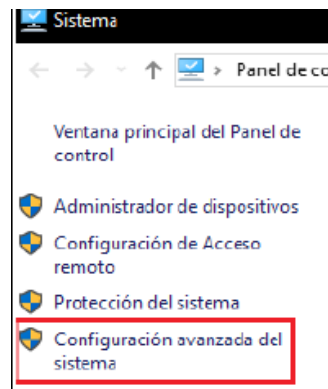 Sistema
Panel de co
Ventana principal del Panel de
control
Administrador de dispositivos
Configuración de Acceso
remoto
Protección del sistema
Configuración avanzada del
sistema